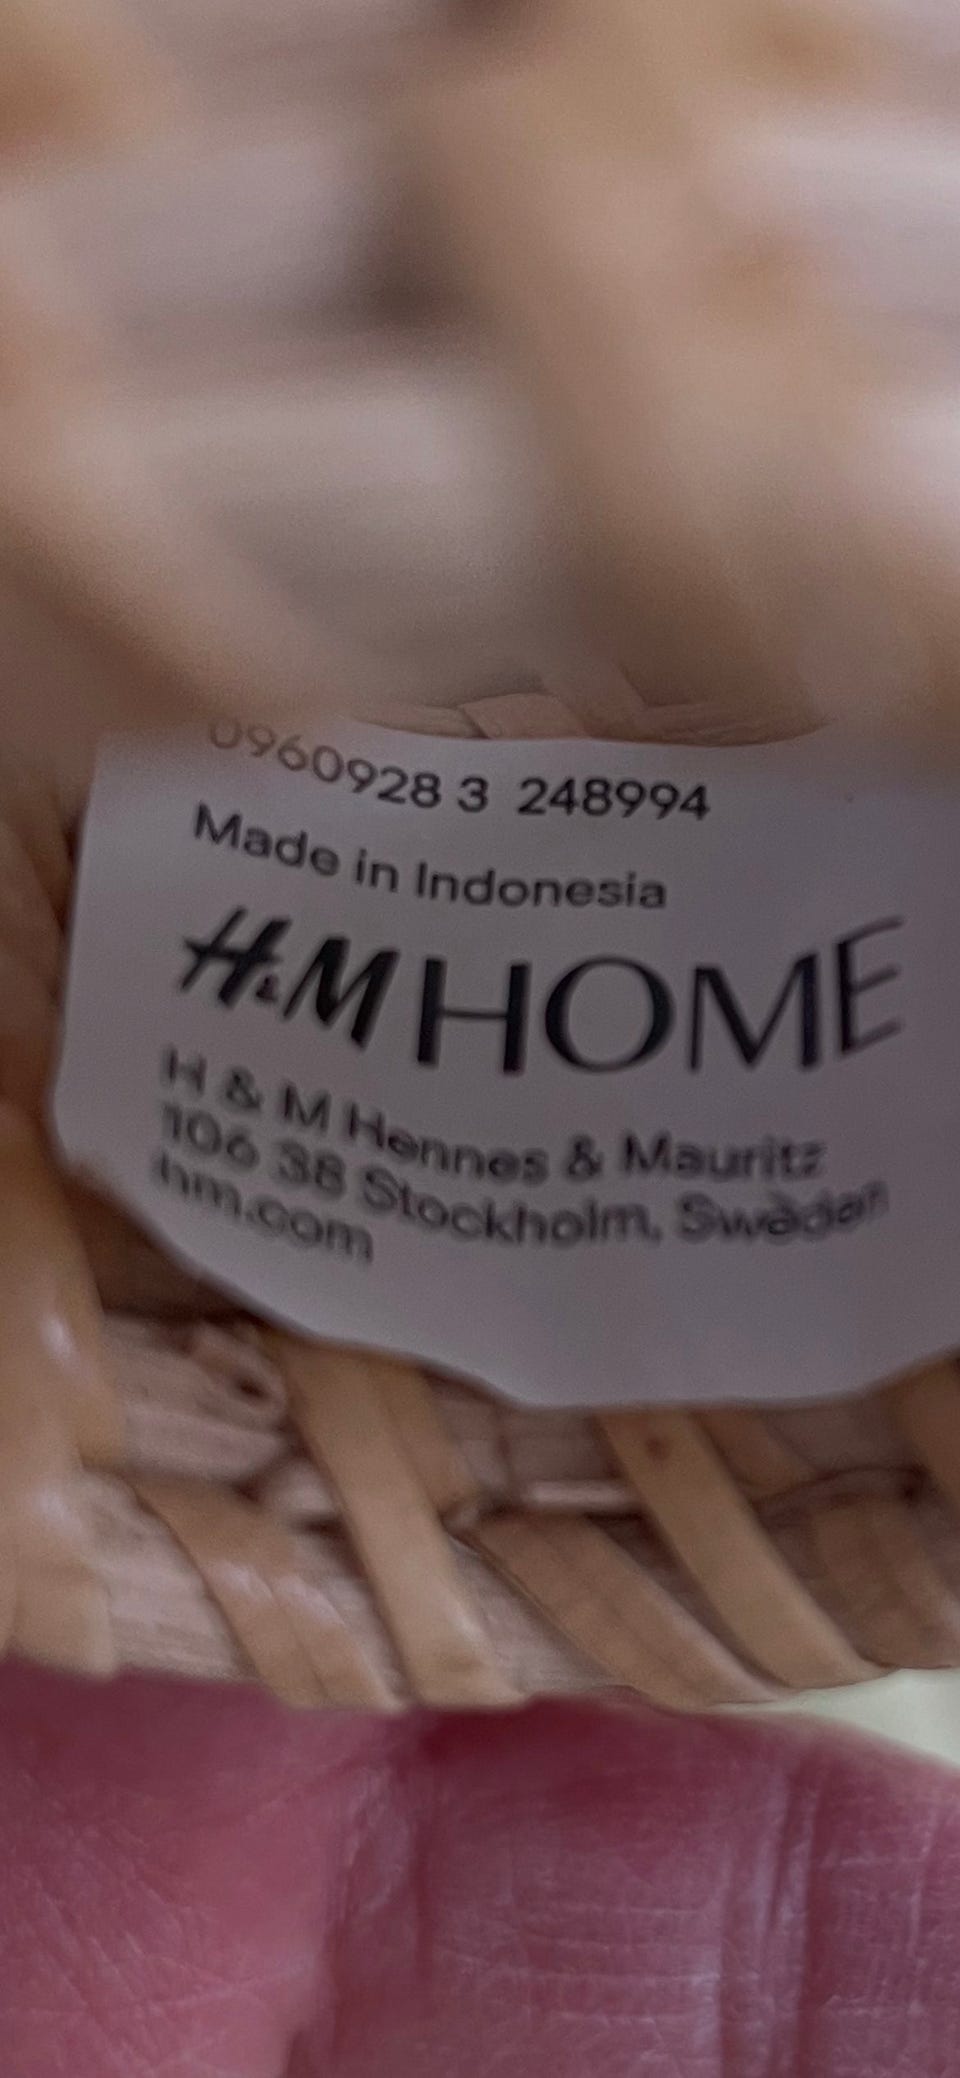 0960928 3 248994
Made in Indonesia
H&M HOME
H & M Hennes & Mauritz
106 38 Stockholm, Sweden
hm.com